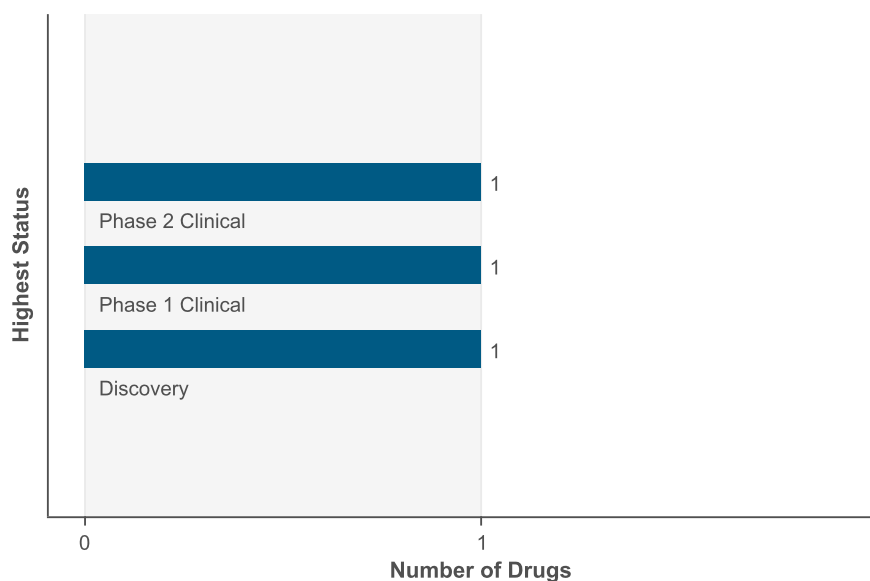 Highest Status
1
Phase 2 Clinical
1
Phase 1 Clinical
1
Discovery
0
1
Number of Drugs